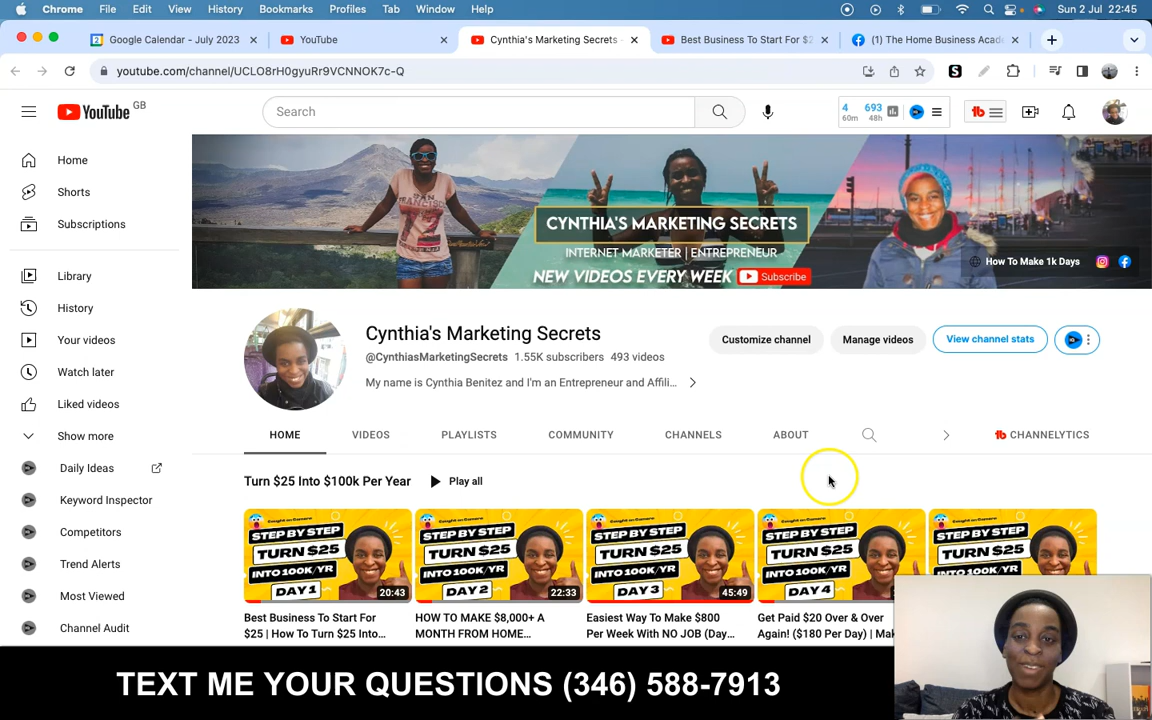 Chrome File Edit View History Bookmarks Profiles Tab Window Help
Sun 2 Jul 22:45
Google Calendar - July 2023
YouTube
Cynthia's Marketing Secrets -
Best Business To Start For $2
(1) The Home Business Acad
youtube.com/channel/UCLO8rH0gyuRr9VCNNOK7c-Q
YouTube GB
Search
4 693
60m 48h
Home
Shorts
Subscriptions
Library
History
Your videos
Watch later
Liked videos
Show more
Daily Ideas
Keyword Inspector
Competitors
Trend Alerts
Most Viewed
Channel Audit
CYNTHIA'S MARKETING SECRETS
INTERNET MARKETER | ENTREPRENEUR
NEW VIDEOS EVERY WEEK Subscribe
How To Make 1k Days
Cynthia's Marketing Secrets
@CynthiasMarketingSecrets 1.55K subscribers 493 videos
My name is Cynthia Benitez and I'm an Entrepreneur and Affili...
Customize channel
Manage videos
View channel stats
HOME VIDEOS PLAYLISTS COMMUNITY CHANNELS ABOUT CHANNELYTICS
Turn $25 Into $100k Per Year
Play all
STEP BY STEP
TURN $25
INTO 100K/YR
DAY 1
20:43
STEP BY STEP
TURN $25
INTO 100K/YR
DAY 2
22:33
STEP BY STEP
TURN $25
INTO 100K/YR
DAY 3
45:49
STEP BY STEP
TURN $25
INTO 100K/YR
DAY 4
STEP BY STEP
TURN $25
INTO 100K/YR
Best Business To Start For
$25 | How To Turn $25 Into...
HOW TO MAKE $8,000+ A
MONTH FROM HOME...
Easiest Way To Make $800
Per Week With NO JOB (Day...
Get Paid $20 Over & Over
Again! ($180 Per Day) | Mak
TEXT ME YOUR QUESTIONS (346) 588-7913